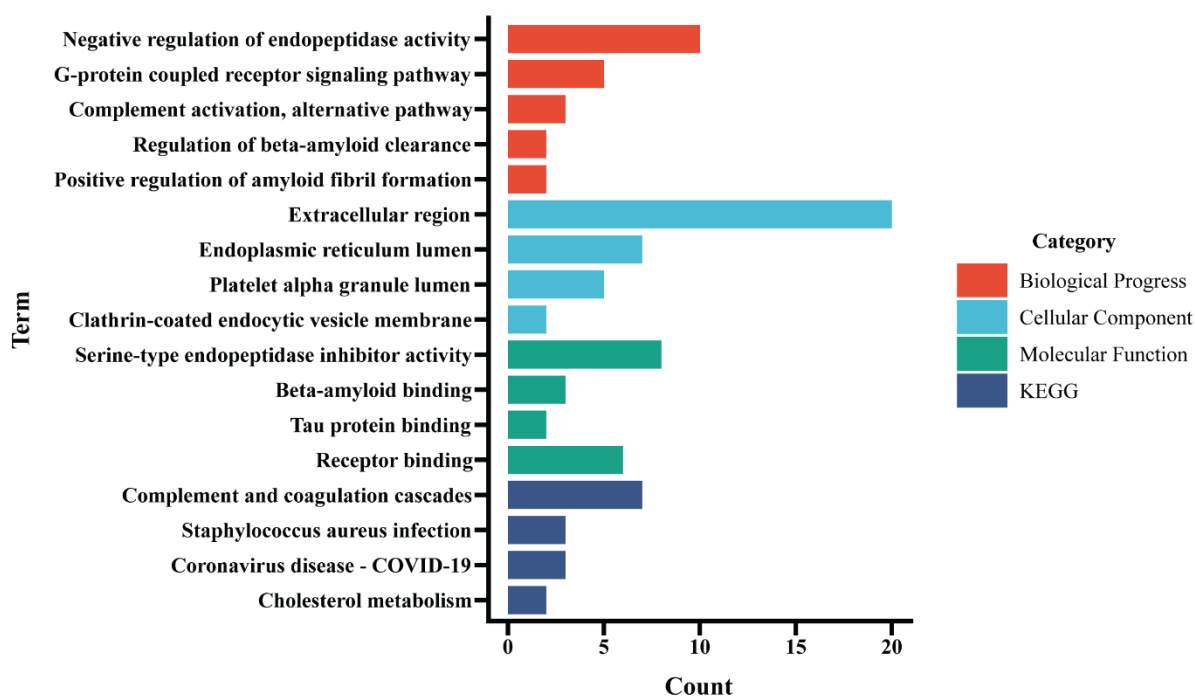 Negative regulation of endopeptidase activity
G-protein coupled receptor signaling pathway
Complement activation, alternative pathway
Regulation of beta-amyloid clearance
Positive regulation of amyloid fibril formation
Extracellular region
Endoplasmic reticulum lumen
Platelet alpha granule lumen
Clathrin-coated endocytic vesicle membrane
Serine-type endopeptidase inhibitor activity
Beta-amyloid binding
Tau protein binding
Receptor binding
Complement and coagulation cascades
Staphylococcus aureus infection
Coronavirus disease - COVID-19
Cholesterol metabolism
Term
0 5 10 15 20
Count
Category
Biological Progress
Cellular Component
Molecular Function
KEGG